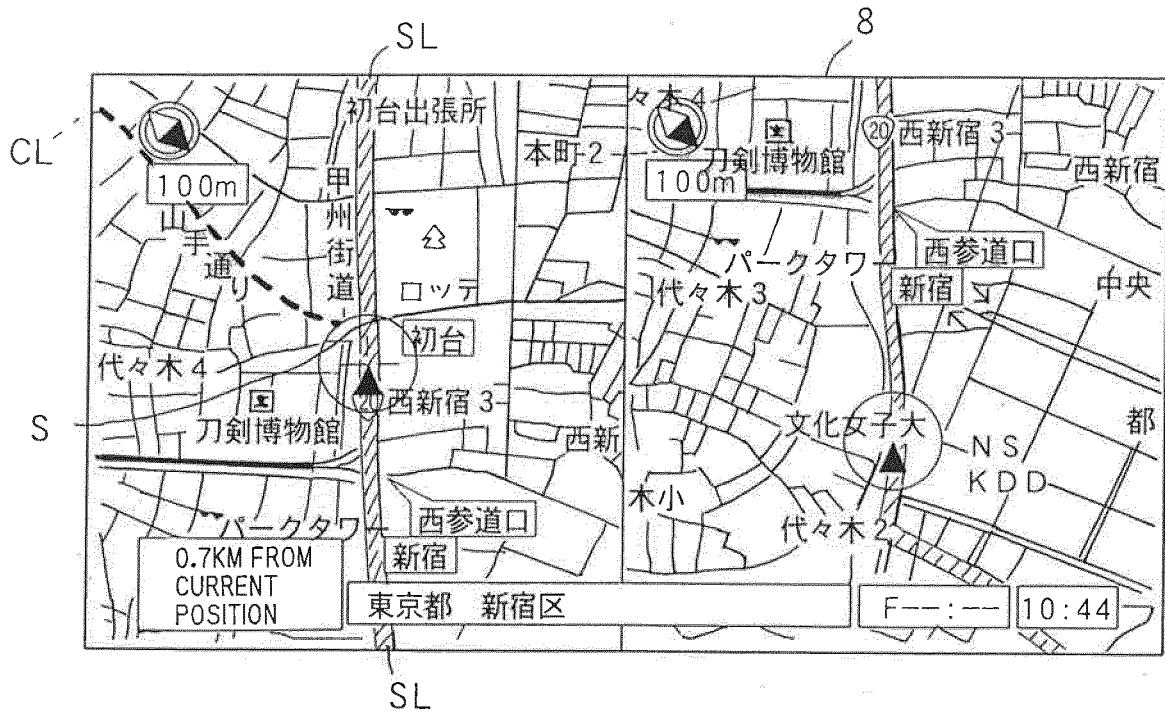 SL
8
CL
初台出張所
100m
山手通り
甲州街道
本町2
ロッテ
初台
代々木4
20
西新宿3
S
刀剣博物館
西新
西参道口
パークタワー
新宿
0.7KM FROM
CURRENT
POSITION
東京都 新宿区
SL
々木4
20
西新宿3
刀剣博物館
西新宿
100m
西参道口
パークタワー
新宿
中央
代々木3
文化女子大
都
NS
KDD
木小
代々木2
F--:--
10:44